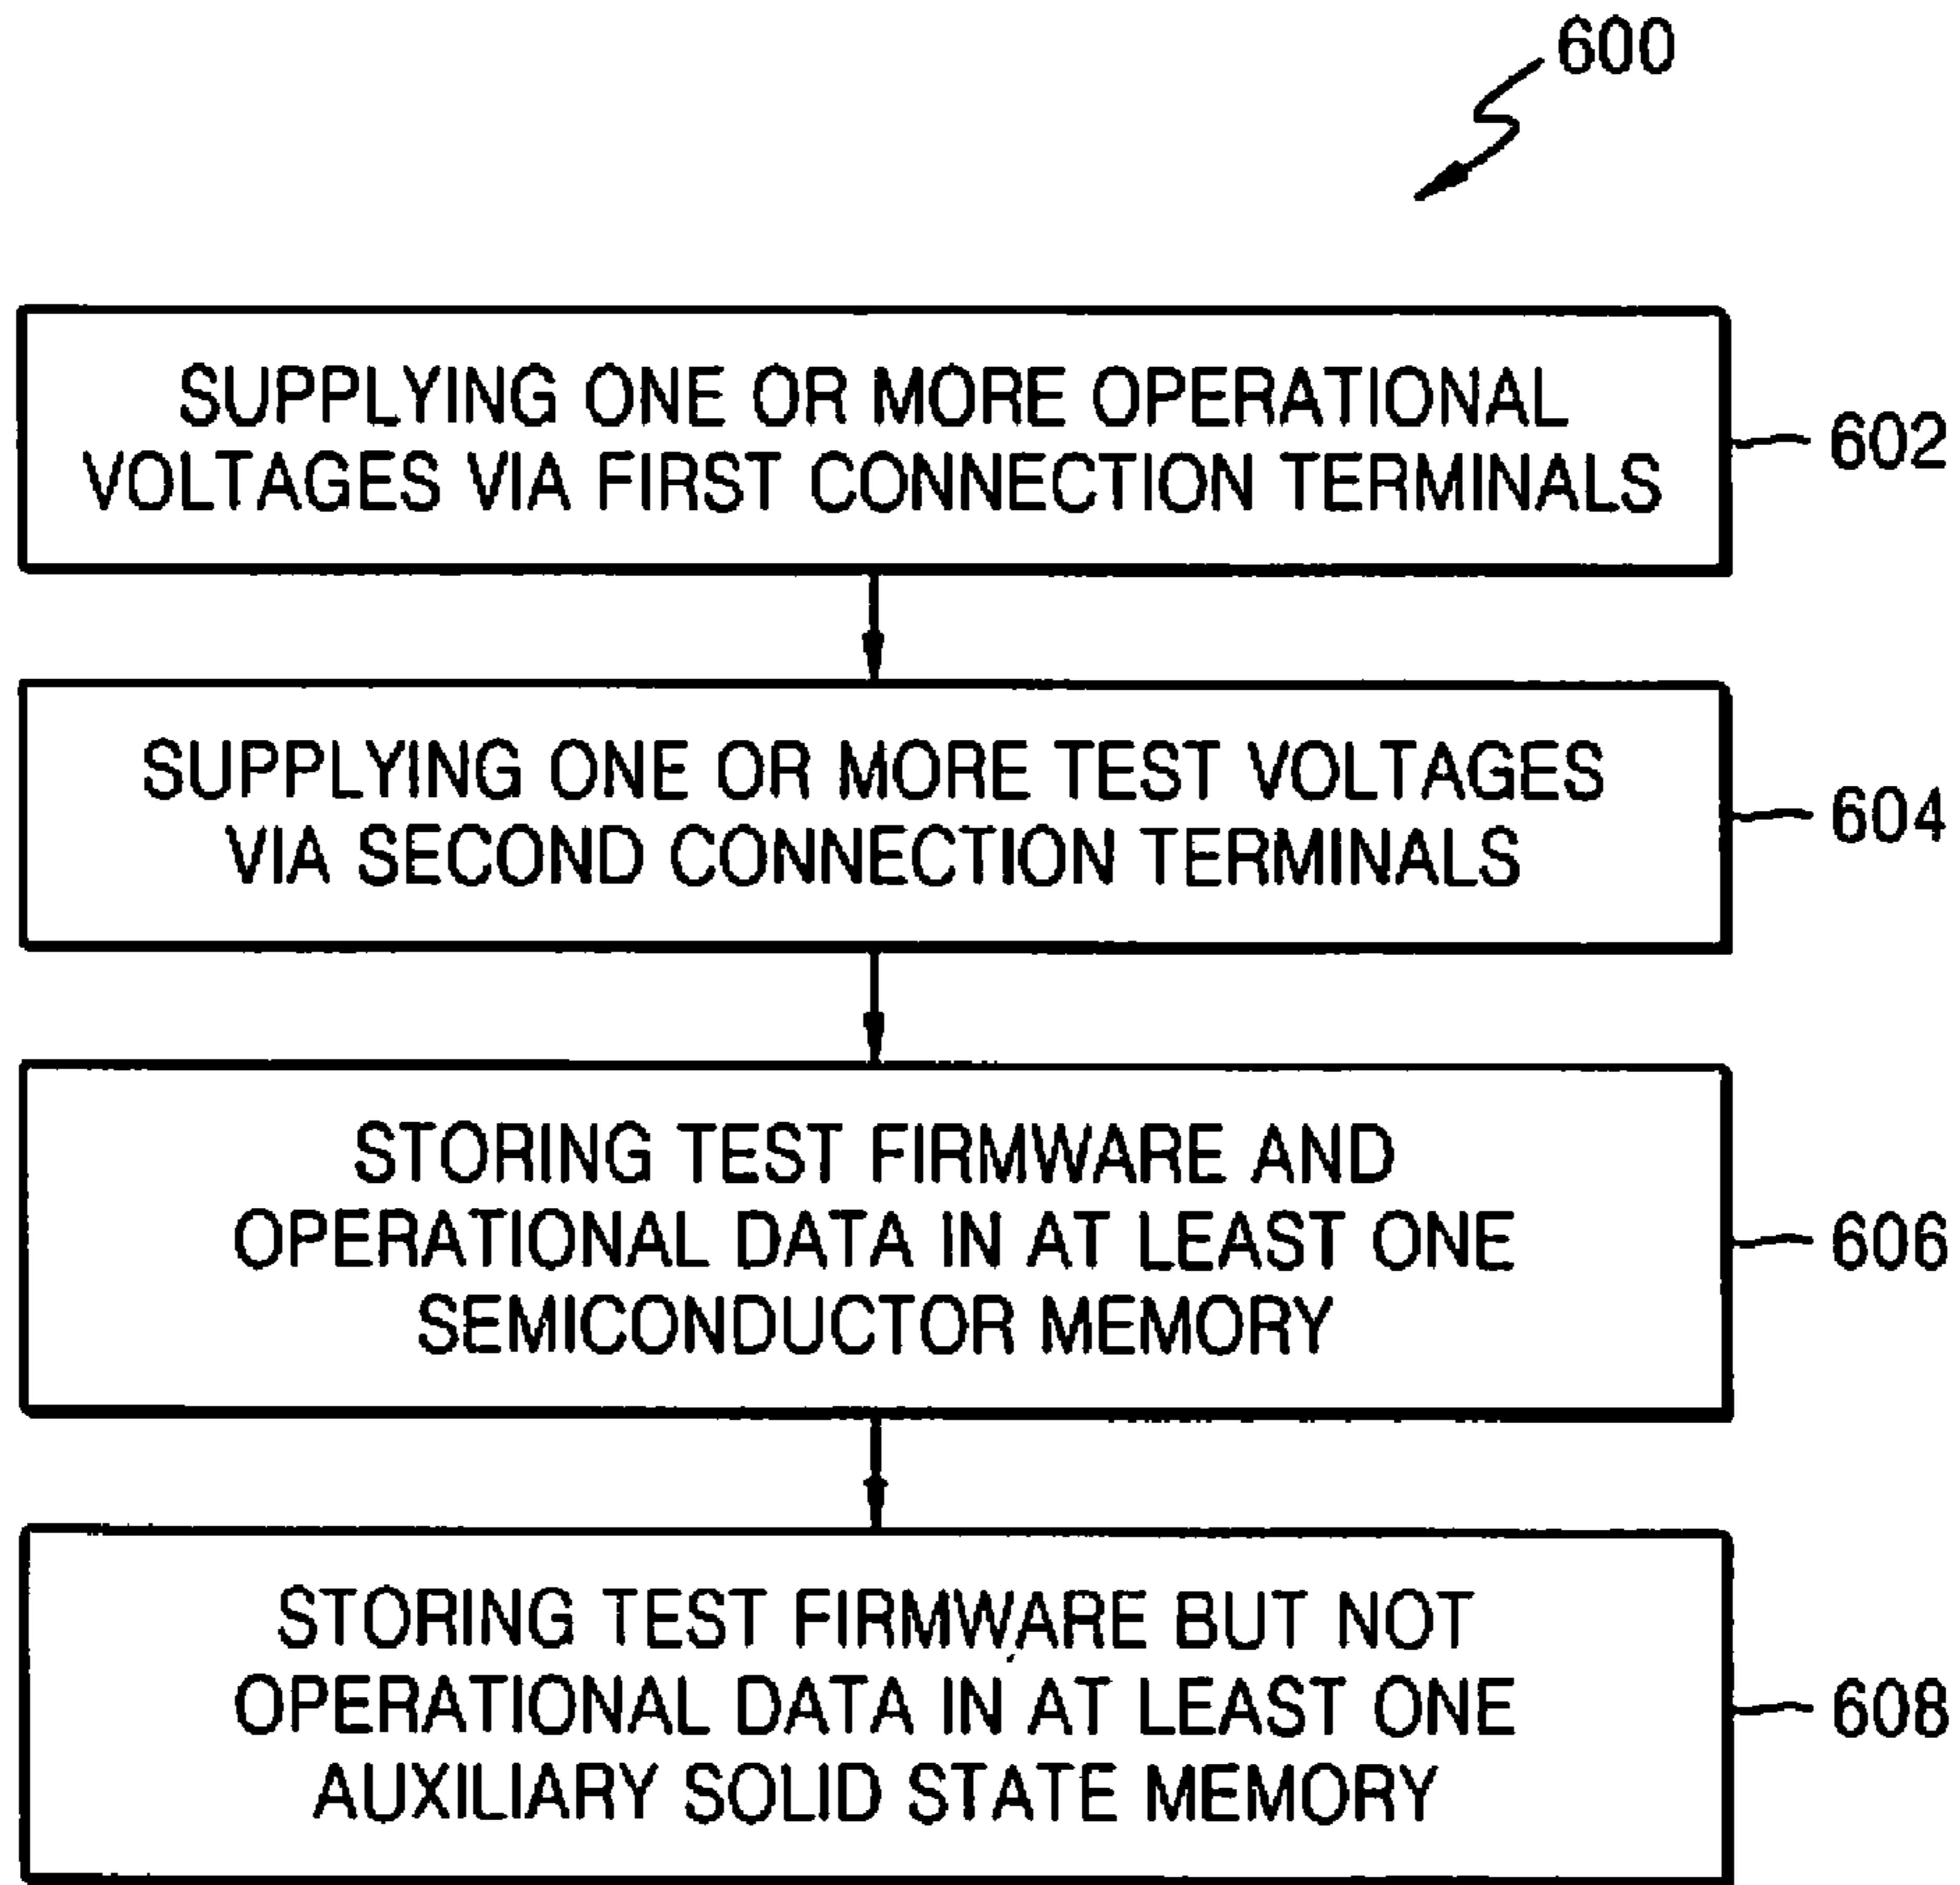 600
SUPPLYING ONE OR MORE OPERATIONAL
VOLTAGES VIA FIRST CONNECTION TERMINALS
602
SUPPLYING ONE OR MORE TEST VOLTAGES
VIA SECOND CONNECTION TERMINALS
604
STORING TEST FIRMWARE AND
OPERATIONAL DATA IN AT LEAST ONE
SEMICONDUCTOR MEMORY
606
STORING TEST FIRMWARE BUT NOT
OPERATIONAL DATA IN AT LEAST ONE
AUXILIARY SOLID STATE MEMORY
608